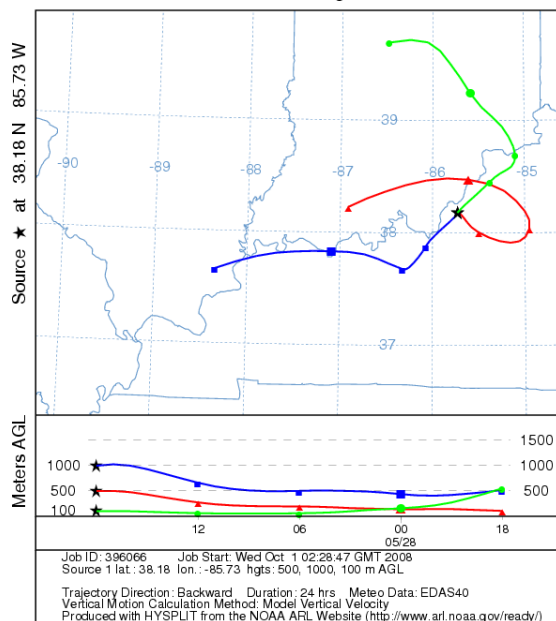 Source ★ at 38.18 N 85.73 W
39
-90
-89
-88
-87
-86
-85
38
37
Meters AGL
1500
1000
1000
500
500
100
12
06
00
18
05/28
Job ID: 396066 Job Start: Wed Oct 1 02:28:47 GMT 2008
Source 1 lat.: 38.18 lon.: -85.73 hgts: 500, 1000, 100 m AGL
Trajectory Direction: Backward Duration: 24 hrs Meteo Data: EDAS40
Vertical Motion Calculation Method: Model Vertical Velocity
Produced with HYSPLIT from the NOAA ARL Website (http://www.arl.noaa.gov/ready/)